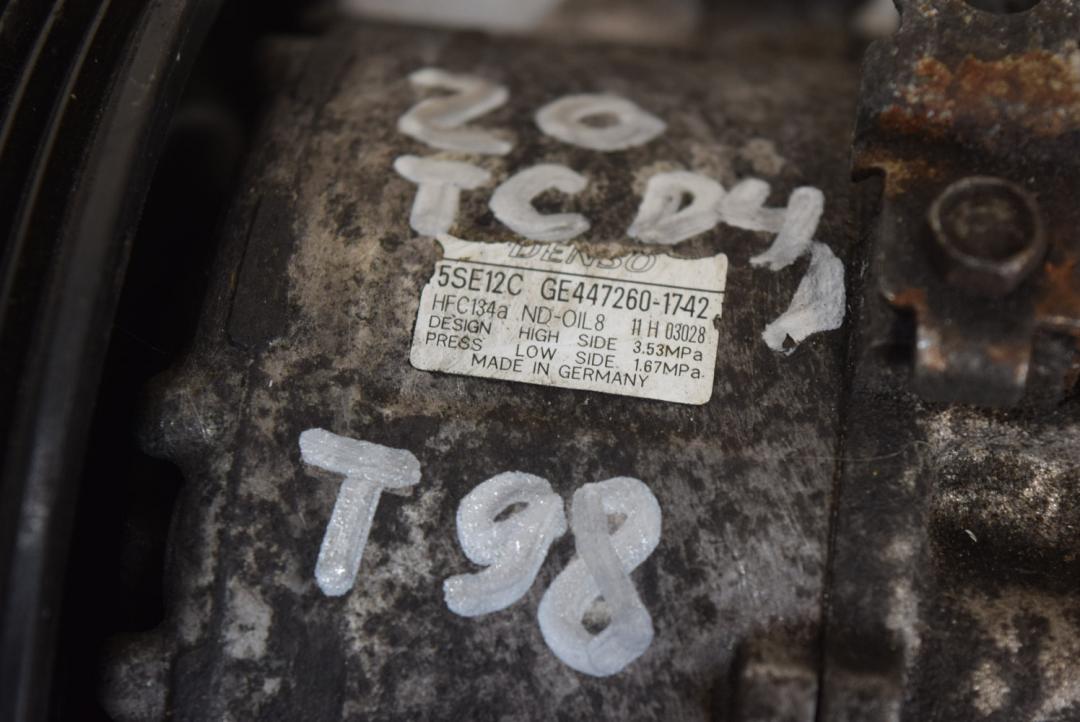 20
TCD4
DENSO
5SE12C GE447260-1742
HFC134a ND-OIL8 11 H 03028
DESIGN HIGH SIDE 3.53MPa
PRESS LOW SIDE 1.67MPa
MADE IN GERMANY
T 98